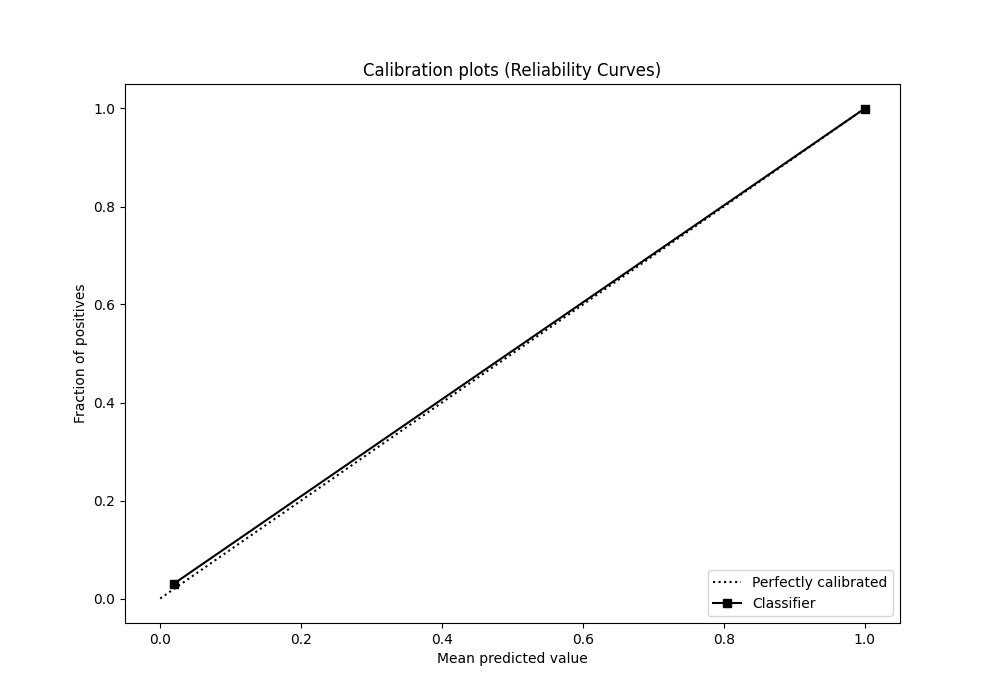 Calibration plots (Reliability Curves)
1.0
0.8
0.6
0.4
0.2
0.0
Fraction of positives
0.0 0.2 0.4 0.6 0.8 1.0
Mean predicted value
Perfectly calibrated
Classifier